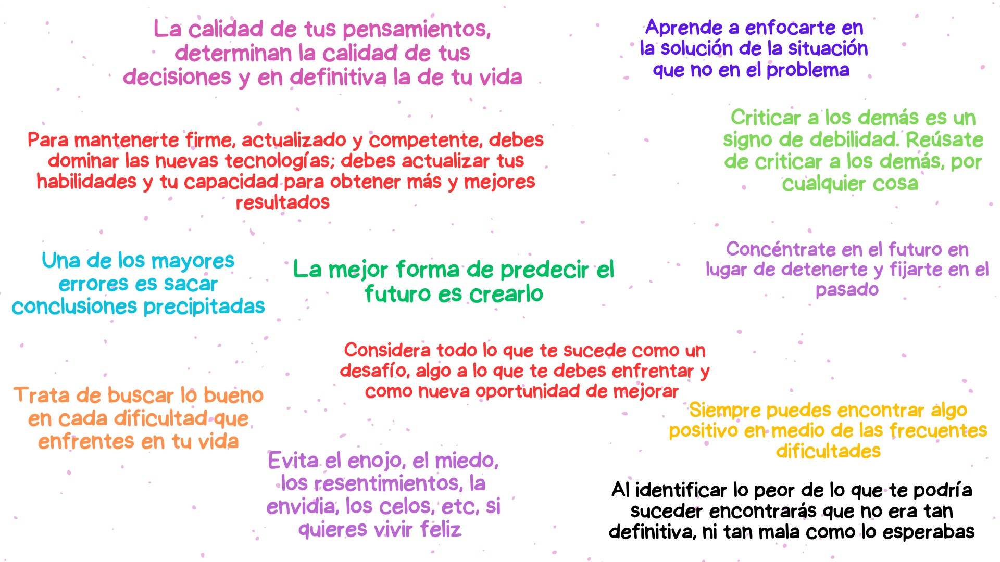 La calidad de tus pensamientos,
determinan la calidad de tus
decisiones y en definitiva la de tu vida
Aprende a enfocarte en
la solución de la situación
que no en el problema
Criticar a los demás es un
signo de debilidad. Reúsate
de criticar a los demás, por
cualquier cosa
Para mantenerte firme, actualizado y competente, debes
dominar las nuevas tecnologías; debes actualizar tus
habilidades y tu capacidad para obtener más y mejores
resultados
Una de los mayores
errores es sacar
conclusiones precipitadas
La mejor forma de predecir el
futuro es crearlo
Concéntrate en el futuro en
lugar de detenerte y fijarte en el
pasado
Considera todo lo que te sucede como un
desafío, algo a lo que te debes enfrentar y
como nueva oportunidad de mejorar
Trata de buscar lo bueno
en cada dificultad que
enfrentes en tu vida
Siempre puedes encontrar algo
positivo en medio de las frecuentes
dificultades
Evita el enojo, el miedo,
los resentimientos, la
envidia, los celos, etc, si
quieres vivir feliz
Al identificar lo peor de lo que te podría
suceder encontrarás que no era tan
definitiva, ni tan mala como lo esperabas